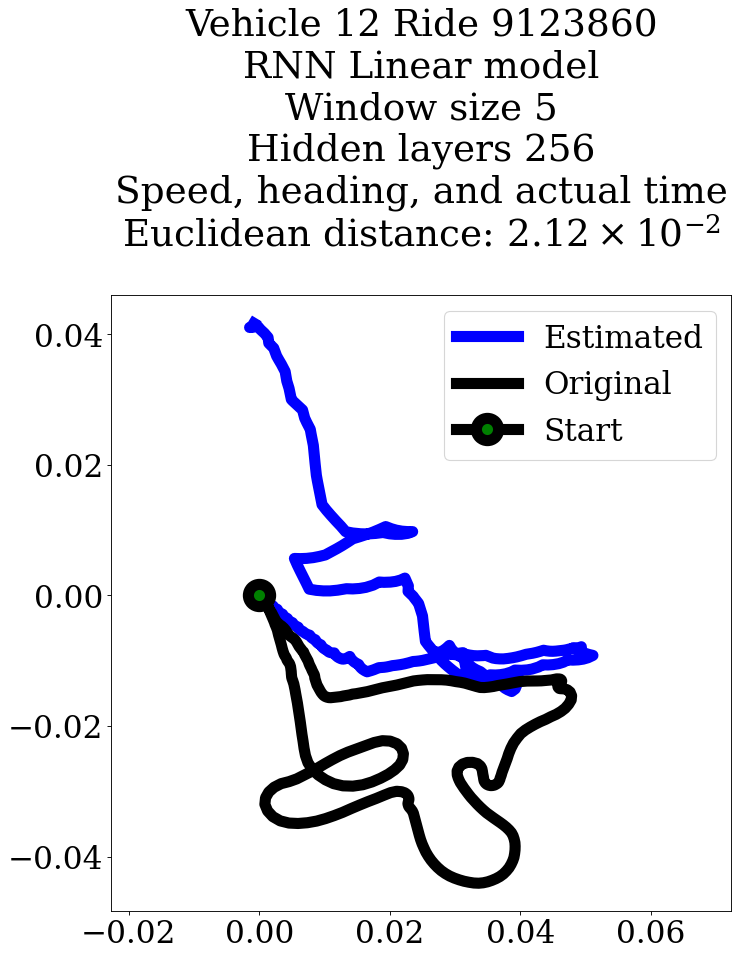 Vehicle 12 Ride 9123860
RNN Linear model
Window size 5
Hidden layers 256
Speed, heading, and actual time
Euclidean distance: 2.12 × 10⁻²
Estimated
Original
Start
0.04
0.02
0.00
−0.02
−0.04
−0.02 0.00 0.02 0.04 0.06